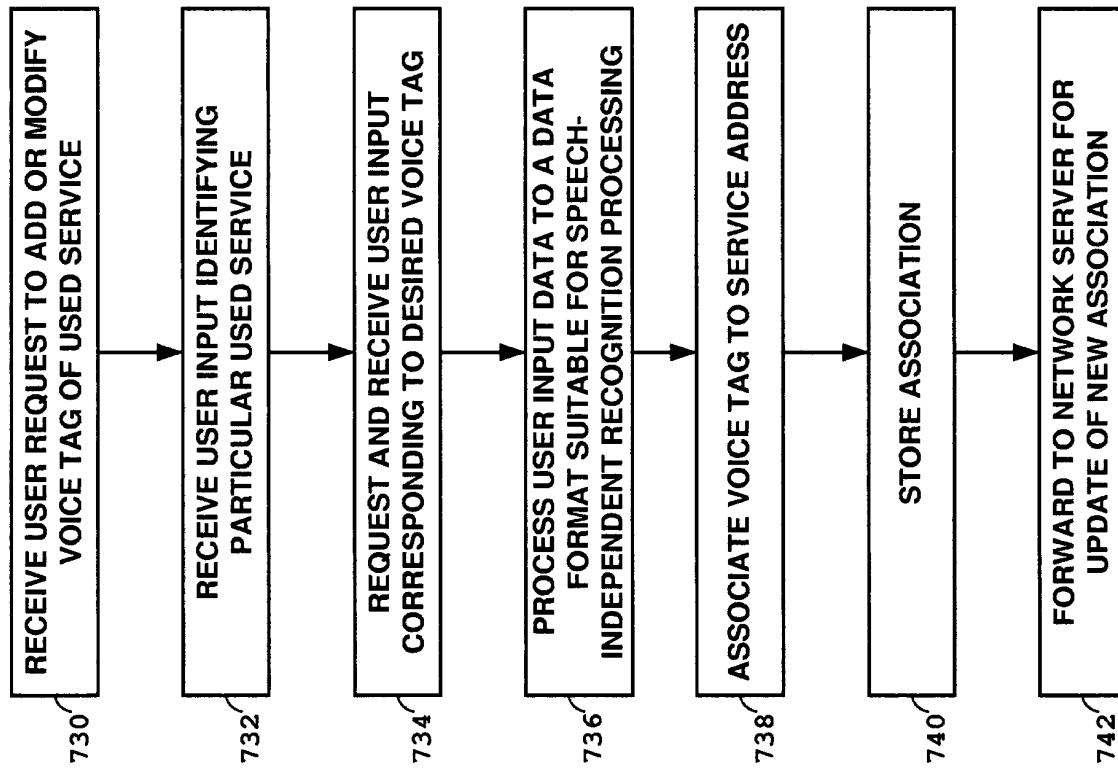 730
RECEIVE USER REQUEST TO ADD OR MODIFY
VOICE TAG OF USED SERVICE
732
RECEIVE USER INPUT IDENTIFYING
PARTICULAR USED SERVICE
734
REQUEST AND RECEIVE USER INPUT
CORRESPONDING TO DESIRED VOICE TAG
736
PROCESS USER INPUT DATA TO A DATA
FORMAT SUITABLE FOR SPEECH-
INDEPENDENT RECOGNITION PROCESSING
738
ASSOCIATE VOICE TAG TO SERVICE ADDRESS
740
STORE ASSOCIATION
742
FORWARD TO NETWORK SERVER FOR
UPDATE OF NEW ASSOCIATION